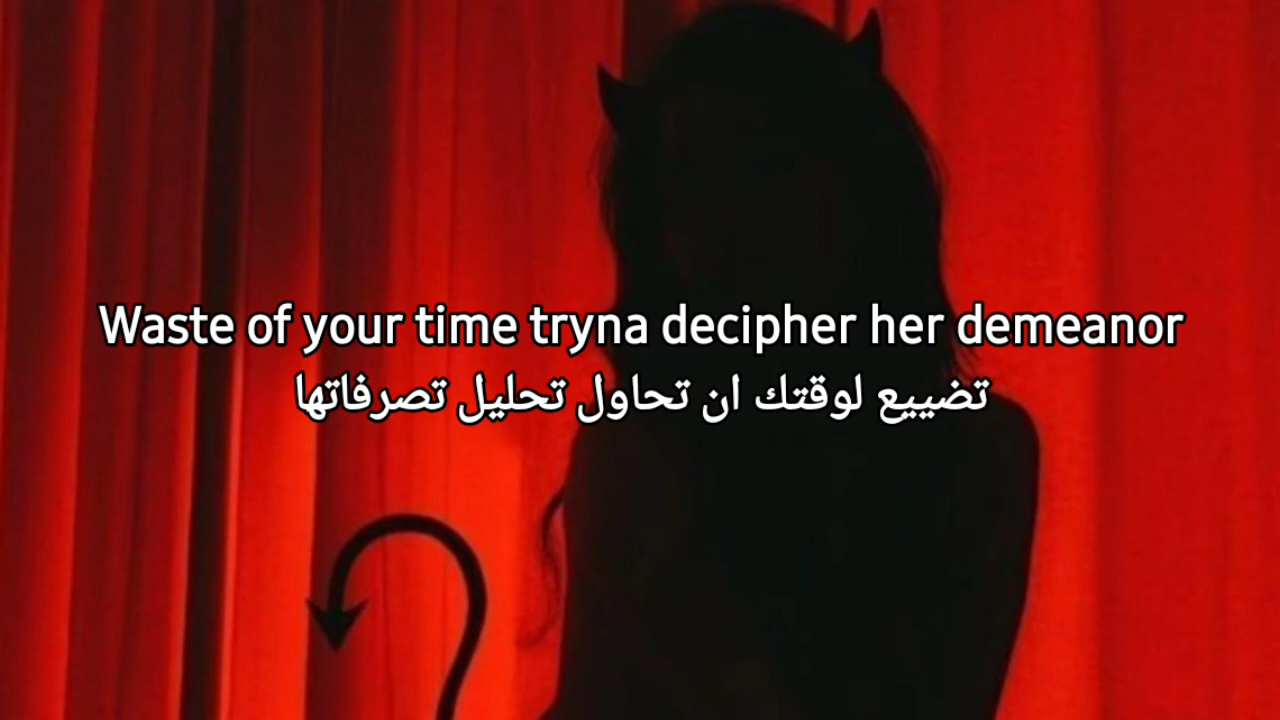 Waste of your time tryna decipher her demeanor
تضييع لوقتك ان تحاول تحليل تصرفاتها